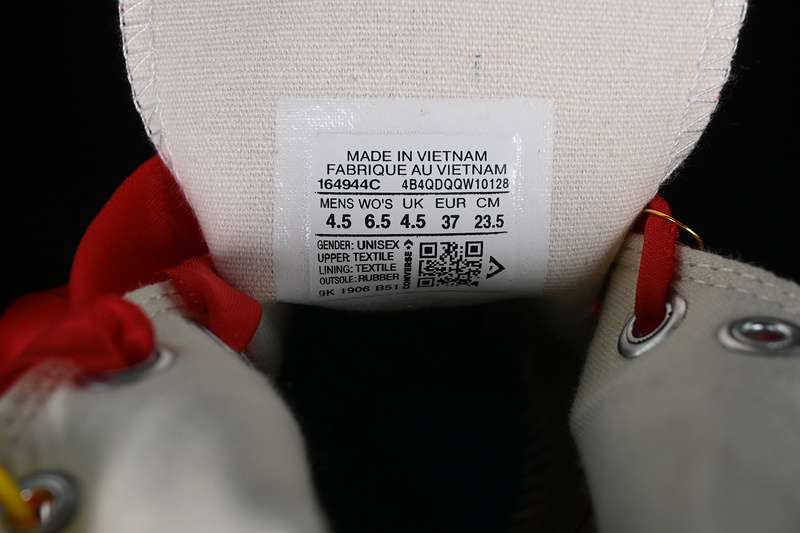 MADE IN VIETNAM
FABRIQUE AU VIETNAM
164944C 4B4QDQQW10128
MENS WO'S UK EUR CM
4.5 6.5 4.5 37 23.5
GENDER: UNISEX
UPPER: TEXTILE
LINING: TEXTILE
OUTSOLE: RUBBER
9K 1906 B51
CONVERSE